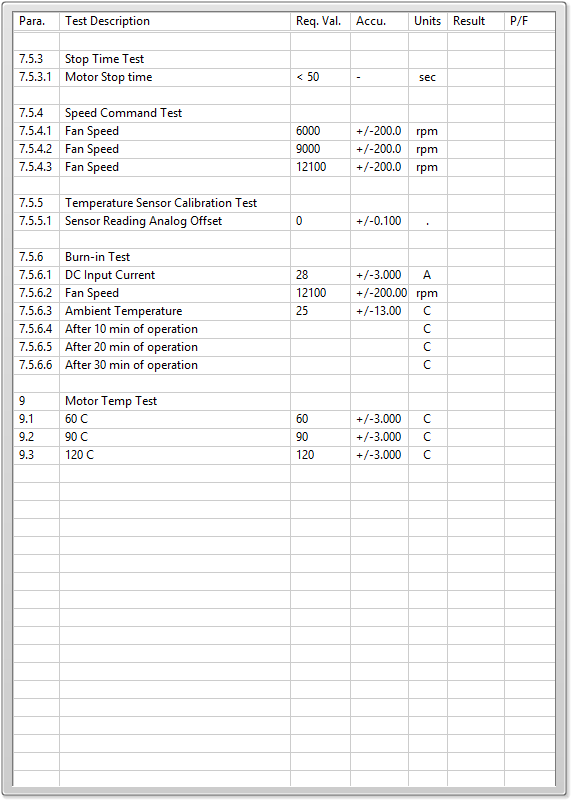 Para. Test Description Req. Val. Accu. Units Result P/F
7.5.3 Stop Time Test
7.5.3.1 Motor Stop time < 50 - sec
7.5.4 Speed Command Test
7.5.4.1 Fan Speed 6000 +/-200.0 rpm
7.5.4.2 Fan Speed 9000 +/-200.0 rpm
7.5.4.3 Fan Speed 12100 +/-200.0 rpm
7.5.5 Temperature Sensor Calibration Test
7.5.5.1 Sensor Reading Analog Offset 0 +/-0.100 .
7.5.6 Burn-in Test
7.5.6.1 DC Input Current 28 +/-3.000 A
7.5.6.2 Fan Speed 12100 +/-200.00 rpm
7.5.6.3 Ambient Temperature 25 +/-13.00 C
7.5.6.4 After 10 min of operation C
7.5.6.5 After 20 min of operation C
7.5.6.6 After 30 min of operation C
9 Motor Temp Test
9.1 60 C 60 +/-3.000 C
9.2 90 C 90 +/-3.000 C
9.3 120 C 120 +/-3.000 C